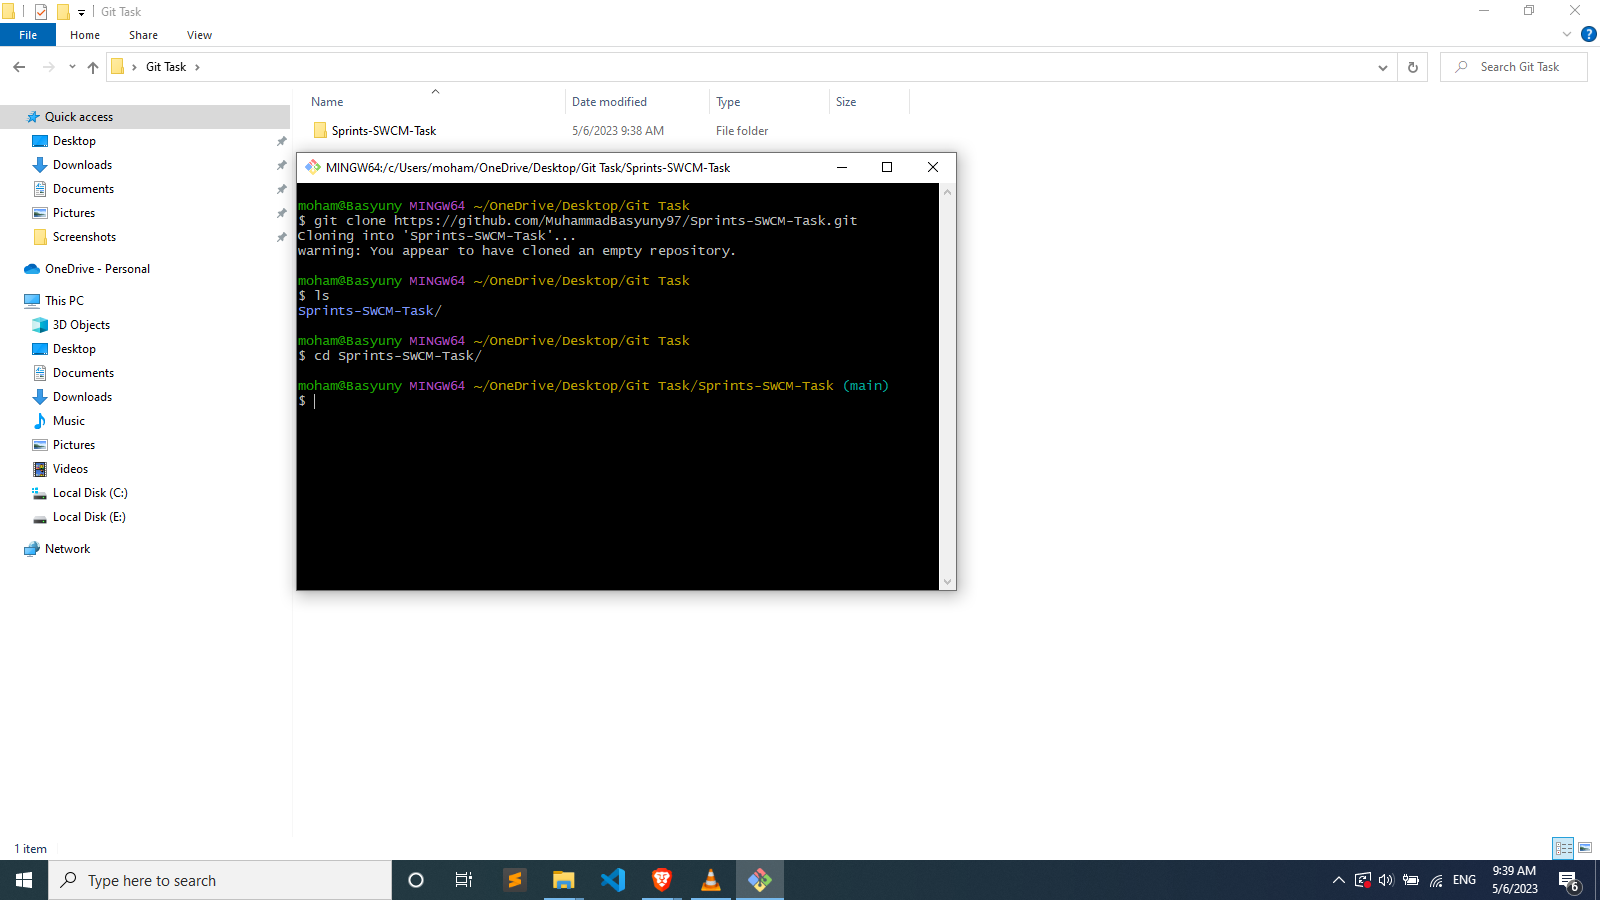 Git Task
File
Home
Share
View
Git Task
Search Git Task
Name
Date modified
Type
Size
Sprints-SWCM-Task
5/6/2023 9:38 AM
File folder
Quick access
Desktop
Downloads
Documents
Pictures
Screenshots
OneDrive - Personal
This PC
3D Objects
Desktop
Documents
Downloads
Music
Pictures
Videos
Local Disk (C:)
Local Disk (E:)
Network
MINGW64:/c/Users/moham/OneDrive/Desktop/Git Task/Sprints-SWCM-Task
moham@Basyuny MINGW64 ~/OneDrive/Desktop/Git Task
$ git clone https://github.com/MuhammadBasyuny97/Sprints-SWCM-Task.git
Cloning into 'Sprints-SWCM-Task'...
warning: You appear to have cloned an empty repository.
moham@Basyuny MINGW64 ~/OneDrive/Desktop/Git Task
$ ls
Sprints-SWCM-Task/
moham@Basyuny MINGW64 ~/OneDrive/Desktop/Git Task
$ cd Sprints-SWCM-Task/
moham@Basyuny MINGW64 ~/OneDrive/Desktop/Git Task/Sprints-SWCM-Task (main)
$
1 item
Type here to search
ENG
9:39 AM
5/6/2023
6